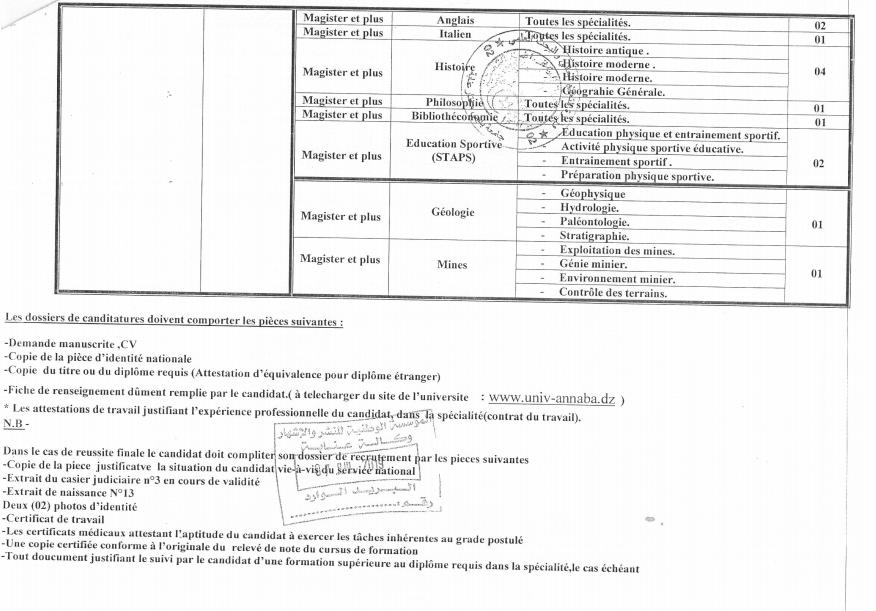 Magister et plus Anglais Toutes les spécialités. 02
Magister et plus Italien Toutes les spécialités. 01
Magister et plus Histoire 04
- Histoire antique .
- Histoire moderne .
- Histoire moderne.
- Géograhie Générale.
Magister et plus Philosophie Toutes les spécialités. 01
Magister et plus Bibliothéconomie Toutes les spécialités. 01
Magister et plus Education Sportive (STAPS) 02
- Education physique et entrainement sportif.
- Activité physique sportive éducative.
- Entrainement sportif .
- Préparation physique sportive.
Magister et plus Géologie 01
- Géophysique
- Hydrologie.
- Paléontologie.
- Stratigraphie.
Magister et plus Mines 01
- Exploitation des mines.
- Génie minier.
- Environnement minier.
- Contrôle des terrains.
Les dossiers de canditatures doivent comporter les pièces suivantes :
-Demande manuscrite ,CV
-Copie de la pièce d'identité nationale
-Copie du titre ou du diplôme requis (Attestation d'équivalence pour diplôme étranger)
-Fiche de renseignement dûment remplie par le candidat.( à telecharger du site de l'universite : www.univ-annaba.dz )
* Les attestations de travail justifiant l'expérience professionnelle du candidat, dans la spécialité(contrat du travail).
N.B -
المؤسسة الوطنية للنشر والإشهار
وكالة عنابة
Dans le cas de reussite finale le candidat doit compliter son dossier de recrutement par les pieces suivantes
-Copie de la piece justificatve la situation du candidat vie-à-vis du service national
-Extrait du casier judiciaire n°3 en cours de validité
البريد الوارد
-Extrait de naissance N°13
رقم:
Deux (02) photos d'identité
-Certificat de travail
-Les certificats médicaux attestant l'aptitude du candidat à exercer les tâches inhérentes au grade postulé
-Une copie certifiée conforme à l'originale du relevé de note du cursus de formation
-Tout doucument justifiant le suivi par le candidat d'une formation supérieure au diplôme requis dans la spécialité,le cas échéant